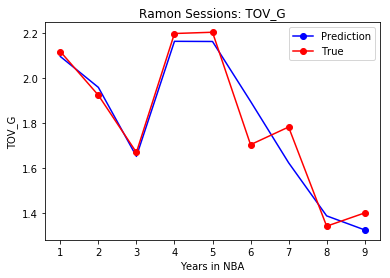 Ramon Sessions: TOV_G
Prediction
True
2.2
2.0
1.8
1.6
1.4
TOV_G
1 2 3 4 5 6 7 8 9
Years in NBA